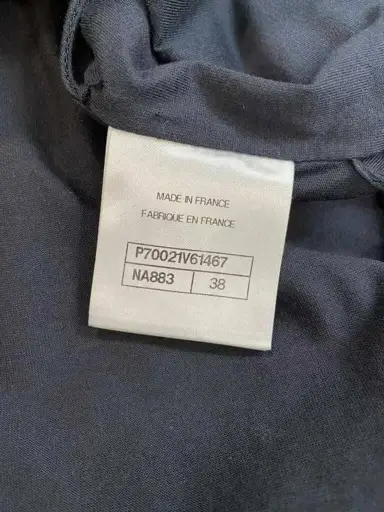 MADE IN FRANCE
FABRIQUE EN FRANCE
P70021V61467
NA883 38